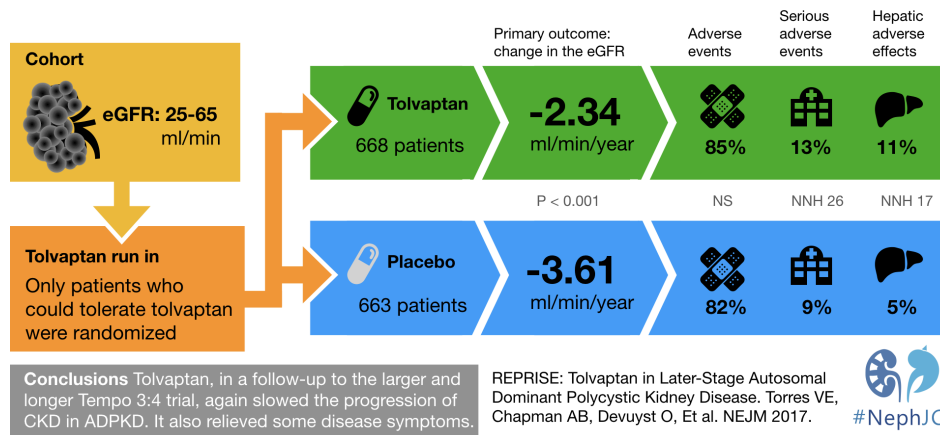 Cohort
eGFR: 25-65
ml/min
Tolvaptan run in
Only patients who
could tolerate tolvaptan
were randomized
Primary outcome:
change in the eGFR
Adverse
events
Serious
adverse
events
Hepatic
adverse
effects
Tolvaptan
668 patients
-2.34
ml/min/year
85%
13%
11%
P < 0.001
NS
NNH 26
NNH 17
Placebo
663 patients
-3.61
ml/min/year
82%
9%
5%
Conclusions Tolvaptan, in a follow-up to the larger and
longer Tempo 3:4 trial, again slowed the progression of
CKD in ADPKD. It also relieved some disease symptoms.
REPRISE: Tolvaptan in Later-Stage Autosomal
Dominant Polycystic Kidney Disease. Torres VE,
Chapman AB, Devuyst O, Et al. NEJM 2017.
#NephJC